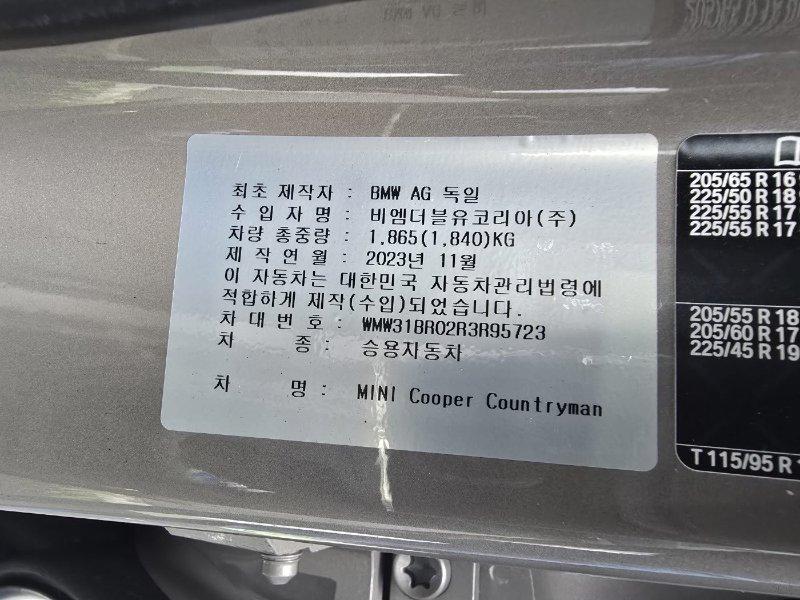 최초 제작자 : BMW AG 독일
수 입 자 명 : 비엠더블유코리아(주)
차량 총중량 : 1,865(1,840)KG
제 작 연 월 : 2023년 11월
이 자동차는 대한민국 자동차관리법령에
적합하게 제작(수입)되었습니다.
차 대 번 호 : WMW31BR02R3R95723
차 종 : 승용자동차
차 명 : MINI Cooper Countryman
205/65 R 16
225/50 R 18
225/55 R 17
225/55 R 17
205/55 R 18
205/60 R 17
225/45 R 19
T 115/95 R